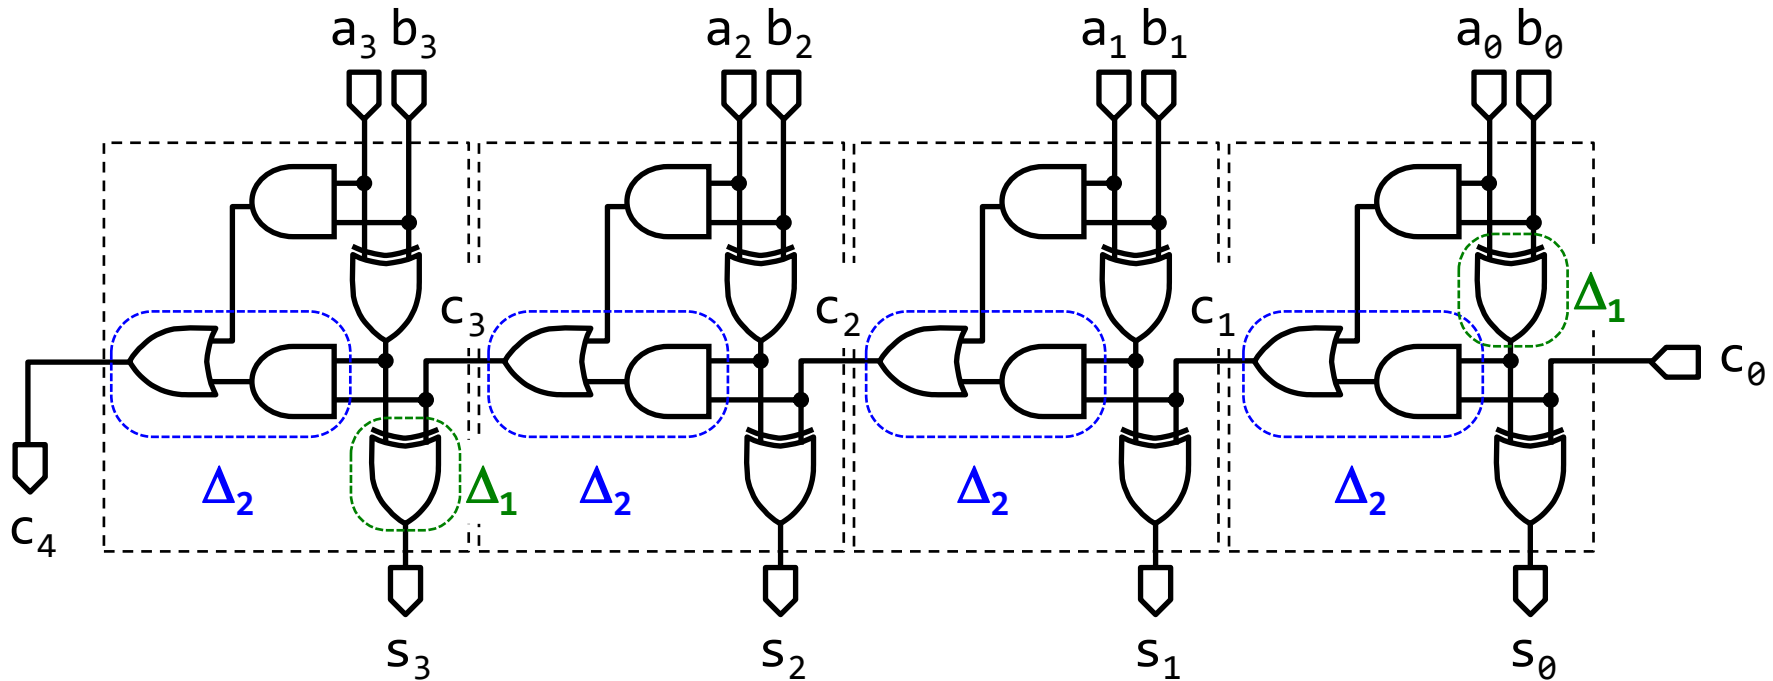 a₃ b₃ a₂ b₂ a₁ b₁ a₀ b₀
c₃ c₂ c₁ Δ₁
c₀
Δ₂ Δ₁ Δ₂ Δ₂ Δ₂
c₄
s₃ s₂ s₁ s₀